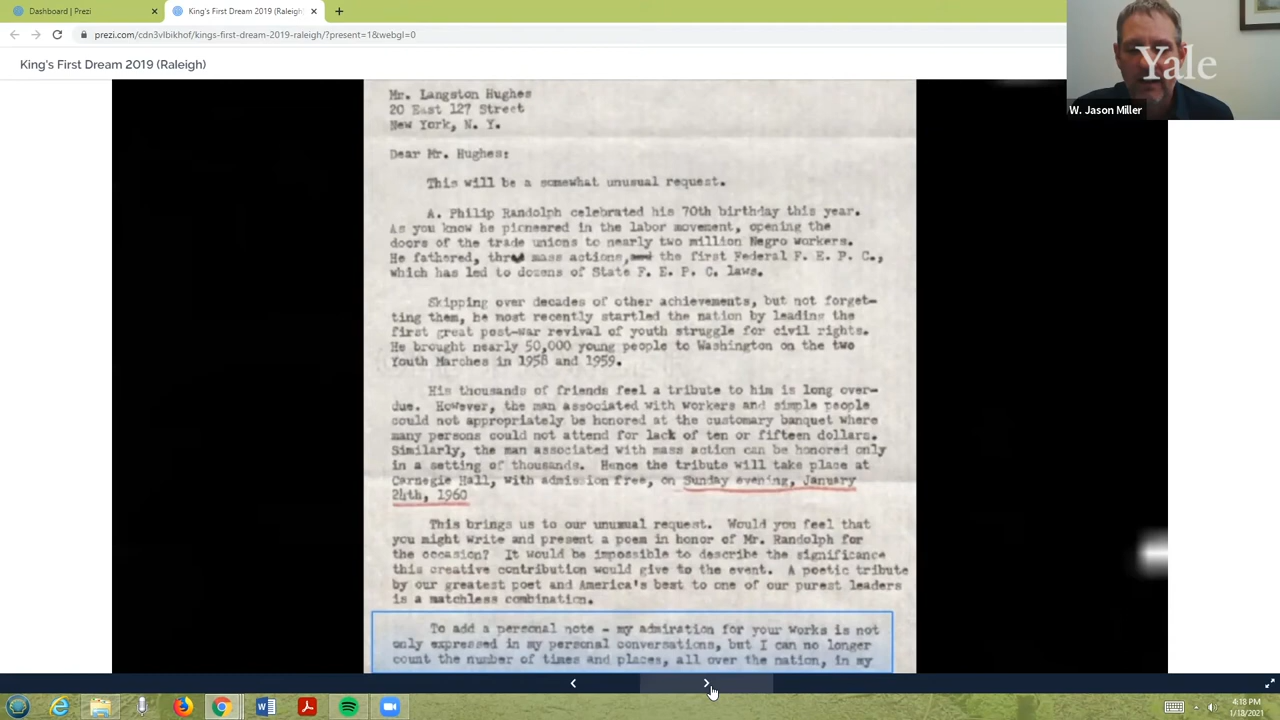 Dashboard | Prezi
King's First Dream 2019 (Raleigh)
prezi.com/cdn3vlbikhof/kings-first-dream-2019-raleigh/?present=1&webgl=0
King's First Dream 2019 (Raleigh)
Yale
W. Jason Miller
Mr. Langston Hughes
20 East 127 Street
New York, N. Y.
Dear Mr. Hughes:
This will be a somewhat unusual request.
A. Philip Randolph celebrated his 70th birthday this year.
As you know he pioneered in the labor movement, opening the
doors of the trade unions to nearly two million Negro workers.
He fathered, thru mass actions, the first Federal F. E. P. C.,
which has led to dozens of State F. E. P. C. laws.
Skipping over decades of other achievements, but not forget-
ting them, he most recently startled the nation by leading the
first great post-war revival of youth struggle for civil rights.
He brought nearly 50,000 young people to Washington on the two
Youth Marches in 1958 and 1959.
His thousands of friends feel a tribute to him is long over-
due. However, the man associated with workers and simple people
could not appropriately be honored at the customary banquet where
many persons could not attend for lack of ten or fifteen dollars.
Similarly, the man associated with mass action can be honored only
in a setting of thousands. Hence the tribute will take place at
Carnegie Hall, with admission free, on Sunday evening, January
24th, 1960
This brings us to our unusual request. Would you feel that
you might write and present a poem in honor of Mr. Randolph for
the occasion? It would be impossible to describe the significance
this creative contribution would give to the event. A poetic tribute
by our greatest poet and America's best to one of our purest leaders
is a matchless combination.
To add a personal note - my admiration for your works is not
only expressed in my personal conversations, but I can no longer
count the number of times and places, all over the nation, in my
4:18 PM
1/18/2021